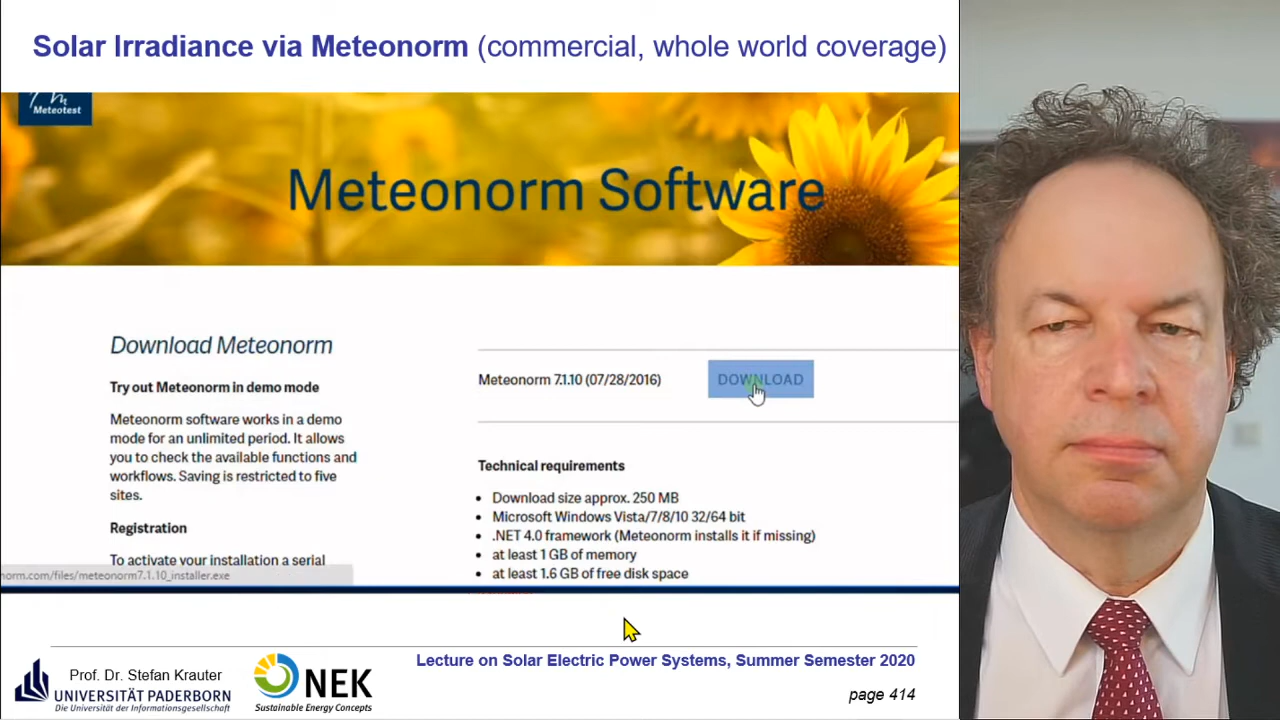 Solar Irradiance via Meteonorm (commercial, whole world coverage)
Meteotest
Meteonorm Software
Download Meteonorm
Try out Meteonorm in demo mode
Meteonorm software works in a demo
mode for an unlimited period. It allows
you to check the available functions and
workflows. Saving is restricted to five
sites.
Registration
To activate your installation a serial
norm.com/files/meteonorm7.1.10_installer.exe
Meteonorm 7.1.10 (07/28/2016)
DOWNLOAD
Technical requirements
• Download size approx. 250 MB
• Microsoft Windows Vista/7/8/10 32/64 bit
• .NET 4.0 framework (Meteonorm installs it if missing)
• at least 1 GB of memory
• at least 1.6 GB of free disk space
Prof. Dr. Stefan Krauter
UNIVERSITÄT PADERBORN
Die Universität der Informationsgesellschaft
NEK
Sustainable Energy Concepts
Lecture on Solar Electric Power Systems, Summer Semester 2020
page 414